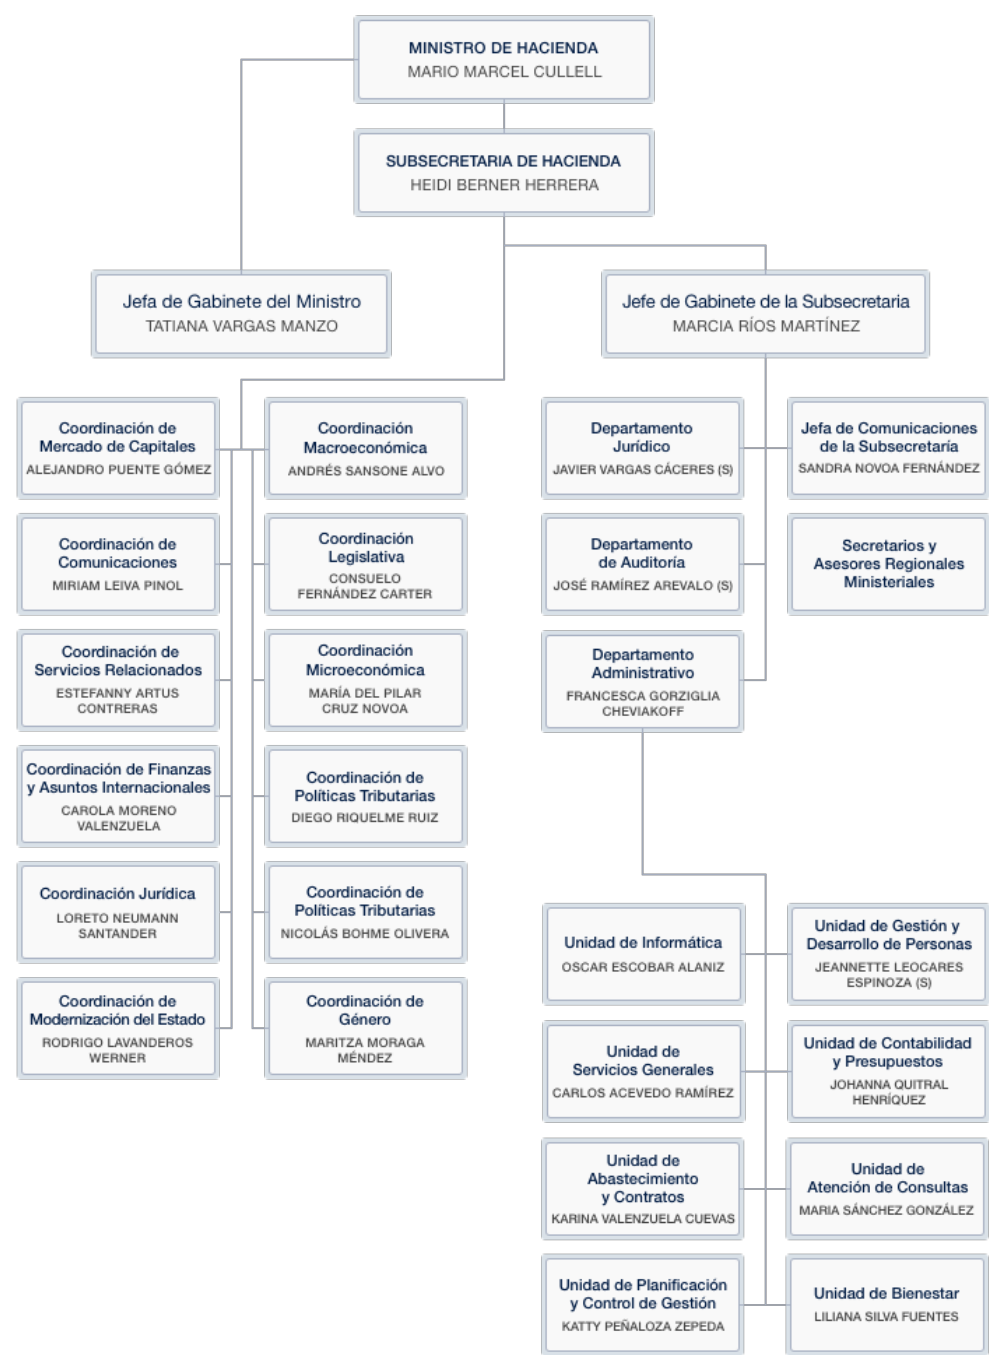 MINISTRO DE HACIENDA
MARIO MARCEL CULLELL
SUBSECRETARIA DE HACIENDA
HEIDI BERNER HERRERA
Jefa de Gabinete del Ministro
TATIANA VARGAS MANZO
Jefe de Gabinete de la Subsecretaria
MARCIA RÍOS MARTÍNEZ
Coordinación de
Mercado de Capitales
ALEJANDRO PUENTE GÓMEZ
Coordinación
Macroeconómica
ANDRÉS SANSONE ALVO
Coordinación de
Comunicaciones
MIRIAM LEIVA PINOL
Coordinación
Legislativa
CONSUELO
FERNÁNDEZ CARTER
Coordinación de
Servicios Relacionados
ESTEFANNY ARTUS
CONTRERAS
Coordinación
Microeconómica
MARÍA DEL PILAR
CRUZ NOVOA
Coordinación de Finanzas
y Asuntos Internacionales
CAROLA MORENO
VALENZUELA
Coordinación de
Políticas Tributarias
DIEGO RIQUELME RUIZ
Coordinación Jurídica
LORETO NEUMANN
SANTANDER
Coordinación de
Políticas Tributarias
NICOLÁS BOHME OLIVERA
Coordinación de
Modernización del Estado
RODRIGO LAVANDEROS
WERNER
Coordinación de
Género
MARITZA MORAGA
MÉNDEZ
Departamento
Jurídico
JAVIER VARGAS CÁCERES (S)
Jefa de Comunicaciones
de la Subsecretaría
SANDRA NOVOA FERNÁNDEZ
Departamento
de Auditoría
JOSÉ RAMÍREZ AREVALO (S)
Secretarios y
Asesores Regionales
Ministeriales
Departamento
Administrativo
FRANCESCA GORZIGLIA
CHEVIAKOFF
Unidad de Informática
OSCAR ESCOBAR ALANIZ
Unidad de Gestión y
Desarrollo de Personas
JEANNETTE LEOCARES
ESPINOZA (S)
Unidad de
Servicios Generales
CARLOS ACEVEDO RAMÍREZ
Unidad de Contabilidad
y Presupuestos
JOHANNA QUITRAL
HENRÍQUEZ
Unidad de
Abastecimiento
y Contratos
KARINA VALENZUELA CUEVAS
Unidad de
Atención de Consultas
MARIA SÁNCHEZ GONZÁLEZ
Unidad de Planificación
y Control de Gestión
KATTY PEÑALOZA ZEPEDA
Unidad de Bienestar
LILIANA SILVA FUENTES